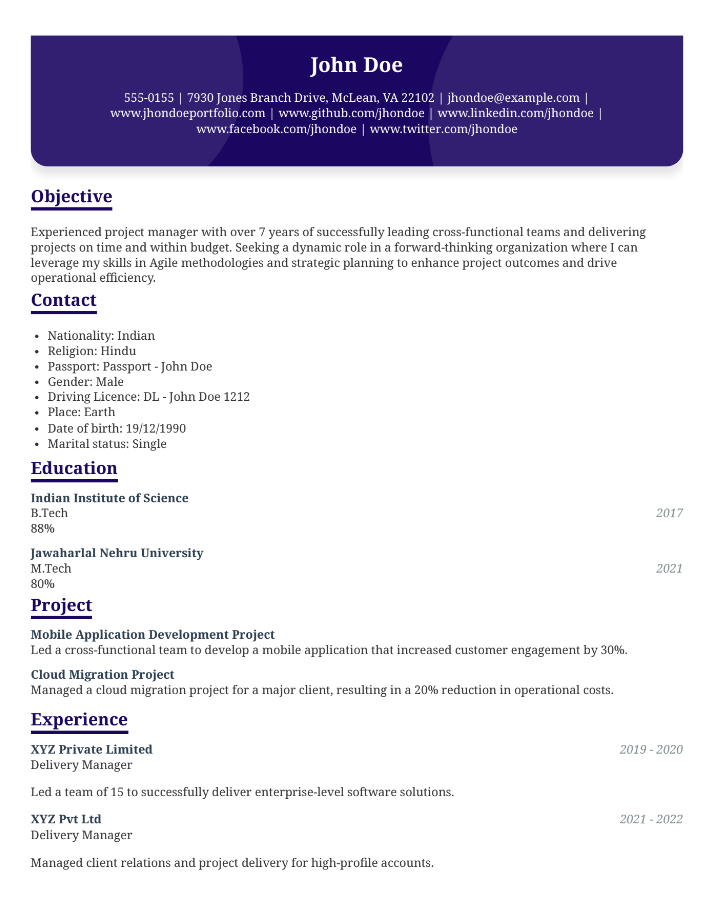 John Doe
555-0155 | 7930 Jones Branch Drive, McLean, VA 22102 | jhondoe@example.com |
www.jhondoeportfolio.com | www.github.com/jhondoe | www.linkedin.com/jhondoe |
www.facebook.com/jhondoe | www.twitter.com/jhondoe
Objective
Experienced project manager with over 7 years of successfully leading cross-functional teams and delivering
projects on time and within budget. Seeking a dynamic role in a forward-thinking organization where I can
leverage my skills in Agile methodologies and strategic planning to enhance project outcomes and drive
operational efficiency.
Contact
• Nationality: Indian
• Religion: Hindu
• Passport: Passport - John Doe
• Gender: Male
• Driving Licence: DL - John Doe 1212
• Place: Earth
• Date of birth: 19/12/1990
• Marital status: Single
Education
Indian Institute of Science
B.Tech 2017
88%
Jawaharlal Nehru University
M.Tech 2021
80%
Project
Mobile Application Development Project
Led a cross-functional team to develop a mobile application that increased customer engagement by 30%.
Cloud Migration Project
Managed a cloud migration project for a major client, resulting in a 20% reduction in operational costs.
Experience
XYZ Private Limited 2019 - 2020
Delivery Manager
Led a team of 15 to successfully deliver enterprise-level software solutions.
XYZ Pvt Ltd 2021 - 2022
Delivery Manager
Managed client relations and project delivery for high-profile accounts.